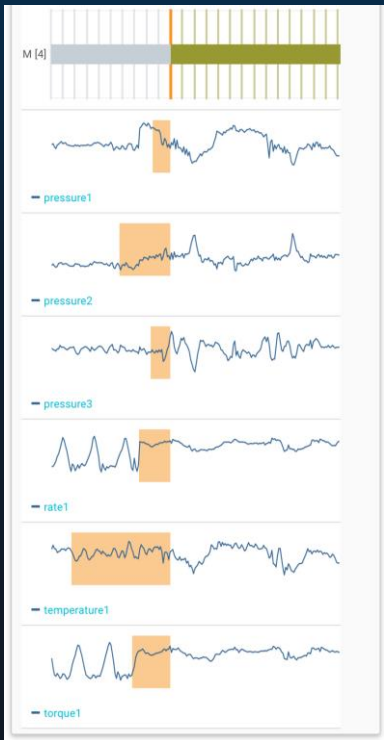 M [4]
pressure1
pressure2
pressure3
rate1
temperature1
torque1